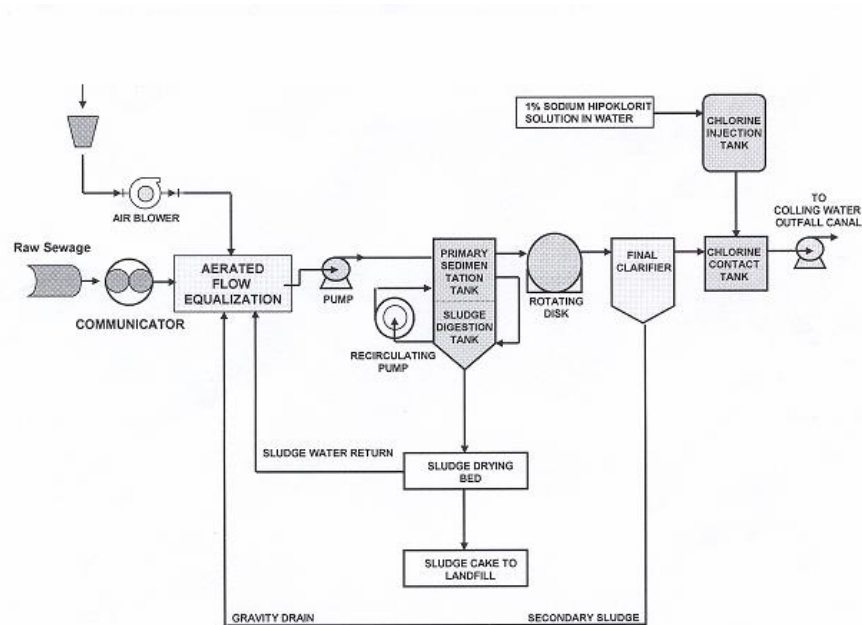 1% SODIUM HIPOKLORIT
SOLUTION IN WATER
CHLORINE
INJECTION
TANK
AIR BLOWER
TO
COLLING WATER
OUTFALL CANAL
Raw Sewage
COMMUNICATOR
AERATED
FLOW
EQUALIZATION
PUMP
PRIMARY
SEDIMEN
TATION
TANK
SLUDGE
DIGESTION
TANK
RECIRCULATING
PUMP
ROTATING
DISK
FINAL
CLARIFIER
CHLORINE
CONTACT
TANK
SLUDGE WATER RETURN
SLUDGE DRYING
BED
SLUDGE CAKE TO
LANDFILL
GRAVITY DRAIN
SECONDARY SLUDGE